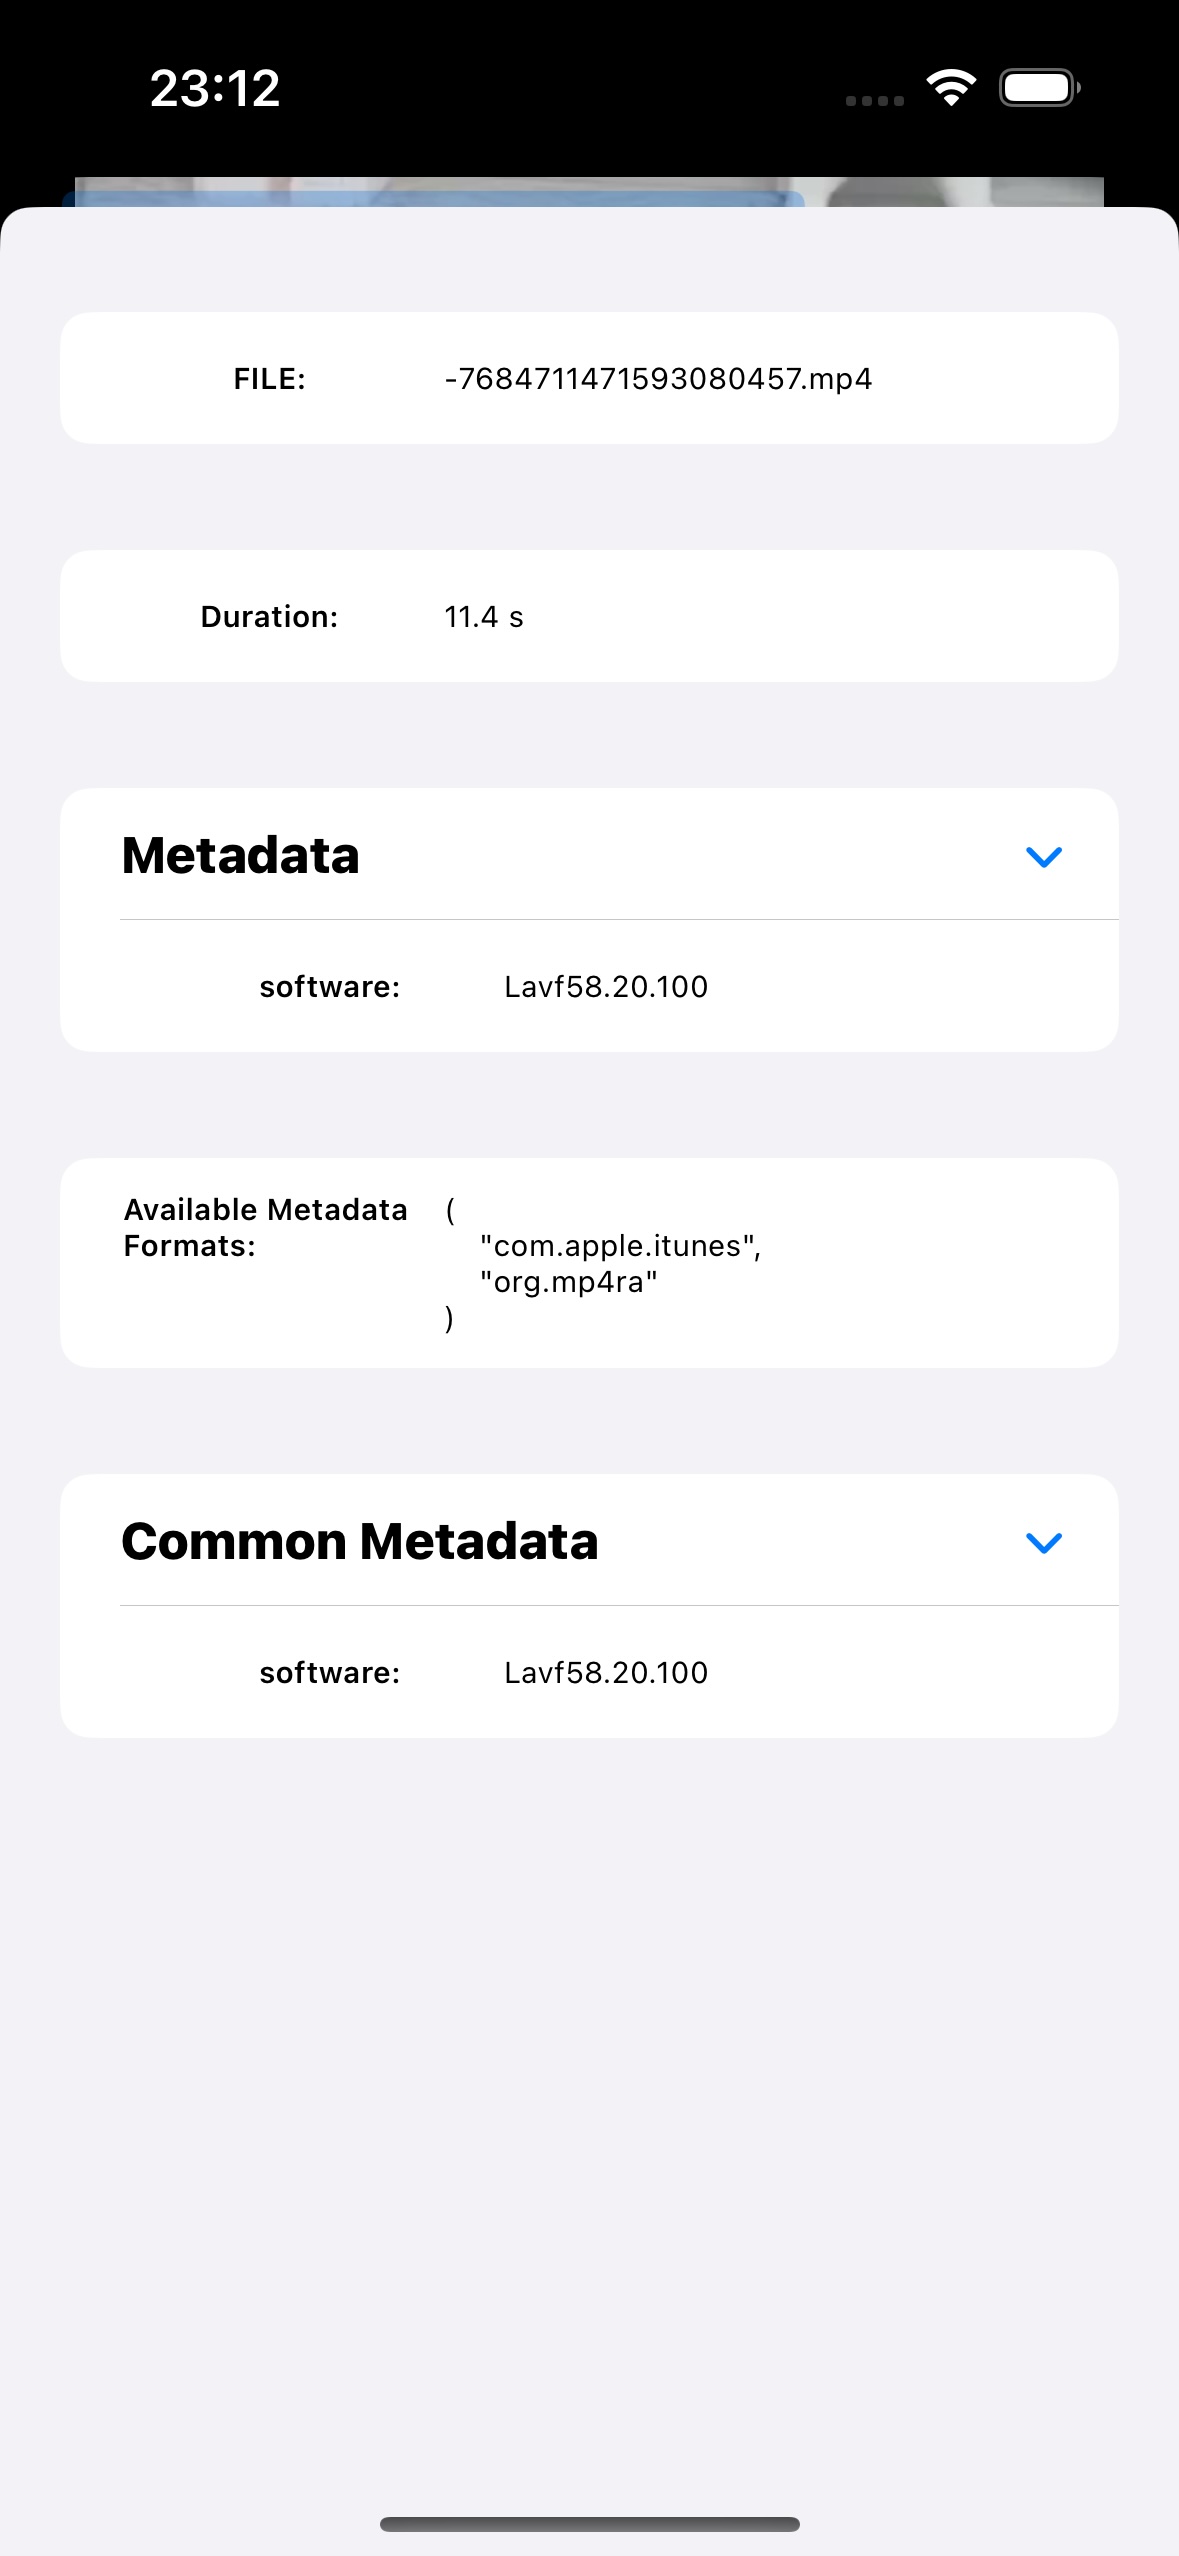 23:12
FILE: -7684711471593080457.mp4
Duration: 11.4 s
Metadata
software: Lavf58.20.100
Available Metadata (
Formats: "com.apple.itunes",
"org.mp4ra"
)
Common Metadata
software: Lavf58.20.100